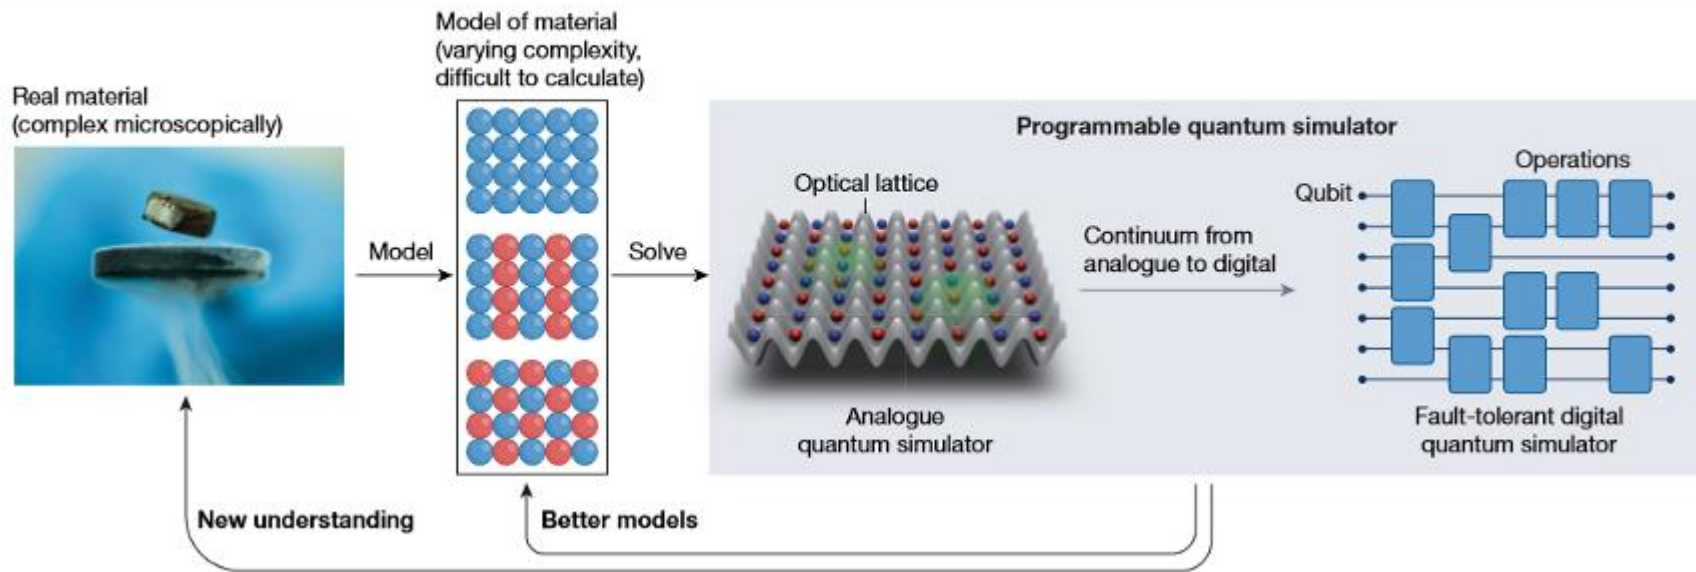 Model of material
(varying complexity,
difficult to calculate)
Real material
(complex microscopically)
Model
Solve
Programmable quantum simulator
Optical lattice
Analogue
quantum simulator
Continuum from
analogue to digital
Operations
Qubit
Fault-tolerant digital
quantum simulator
New understanding
Better models